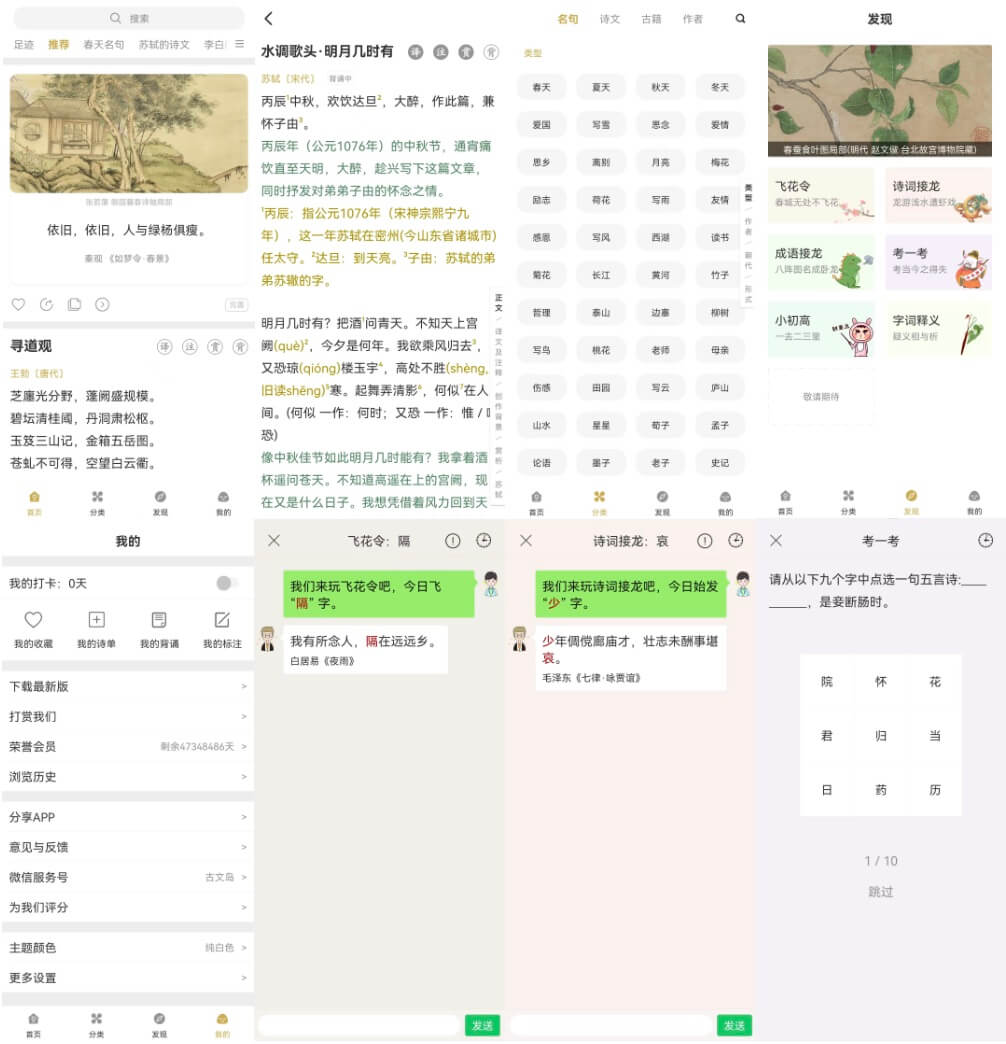 搜索
足迹 推荐 春天名句 苏轼的诗文 李白
依旧，依旧，人与绿杨俱瘦。
秦观 《如梦令·春景》
完善
寻道观 译 注 赏 背
王勃〔唐代〕
芝廛光分野，蓬阙盛规模。
碧坛清桂阈，丹洞肃松枢。
玉笈三山记，金箱五岳图。
苍虬不可得，空望白云衢。
首页 分类 发现 我的
水调歌头·明月几时有 译 注 赏 背
苏轼〔宋代〕 背诵中
丙辰¹中秋，欢饮达旦²，大醉，作此篇，兼
怀子由³。
丙辰年（公元1076年）的中秋节，通宵痛
饮直至天明，大醉，趁兴写下这篇文章，
同时抒发对弟弟子由的怀念之情。
¹丙辰：指公元1076年（宋神宗熙宁九
年），这一年苏轼在密州(今山东省诸城市)
任太守。²达旦：到天亮。³子由：苏轼的弟
弟苏辙的字。
明月几时有？把酒¹问青天。不知天上宫
阙(què)²，今夕是何年。我欲乘风归去³，
又恐琼(qióng)楼玉宇⁴，高处不胜(shèng,
旧读shēng)⁵寒。起舞弄清影⁶，何似⁷在人
间。(何似 一作：何时；又恐 一作：惟 /
恐)
像中秋佳节如此明月几时能有？我拿着酒
杯遥问苍天。不知道高遥在上的宫阙，现
在又是什么日子。我想凭借着风力回到天
正文
译文及注释
创作背景
赏析
苏轼
名句 诗文 古籍 作者
类型
春天 夏天 秋天 冬天
爱国 写雪 思念 爱情
思乡 离别 月亮 梅花
励志 荷花 写雨 友情
感恩 写风 西湖 读书
菊花 长江 黄河 竹子
哲理 泰山 边塞 柳树
写鸟 桃花 老师 母亲
伤感 田园 写云 庐山
山水 星星 荀子 孟子
论语 墨子 老子 史记
类型
作者
朝代
形式
首页 分类 发现 我的
发现
春蚕食叶图局部(明代 赵文俶 台北故宫博物院藏)
飞花令
春城无处不飞花
诗词接龙
龙游浅水遭虾戏
成语接龙
八阵图名成卧龙
考一考
考当今之得失
小初高
一去二三里
字词释义
疑义相与析
敬请期待
首页 分类 发现 我的
我的
我的打卡：0天
我的收藏 我的诗单 我的背诵 我的标注
下载最新版 >
打赏我们 >
荣誉会员 剩余47348486天 >
浏览历史 >
分享APP >
意见与反馈 >
微信服务号 古文岛 >
为我们评分 >
主题颜色 纯白色 >
更多设置 >
首页 分类 发现 我的
飞花令：隔
我们来玩飞花令吧，今日飞
“隔” 字。
我有所念人，隔在远远乡。
白居易《夜雨》
发送
诗词接龙：哀
我们来玩诗词接龙吧，今日始发
“少” 字。
少年倜傥廊庙才，壮志未酬事堪
哀。
毛泽东《七律·咏贾谊》
发送
考一考
请从以下九个字中点选一句五言诗:____
______，是妾断肠时。
院 怀 花
君 归 当
日 药 历
1 / 10
跳过